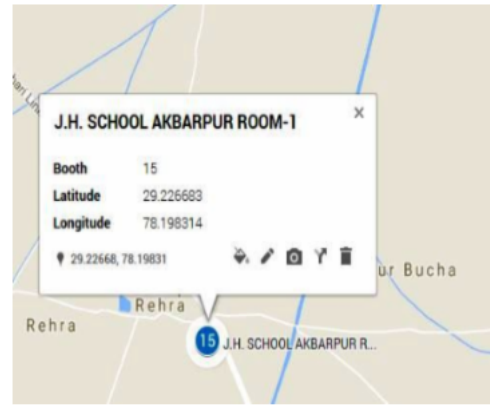 J.H. SCHOOL AKBARPUR ROOM-1
Booth 15
Latitude 29.226683
Longitude 78.198314
29.22668, 78.19831
ur Bucha
Rehra
Rehra
15 J.H. SCHOOL AKBARPUR R...